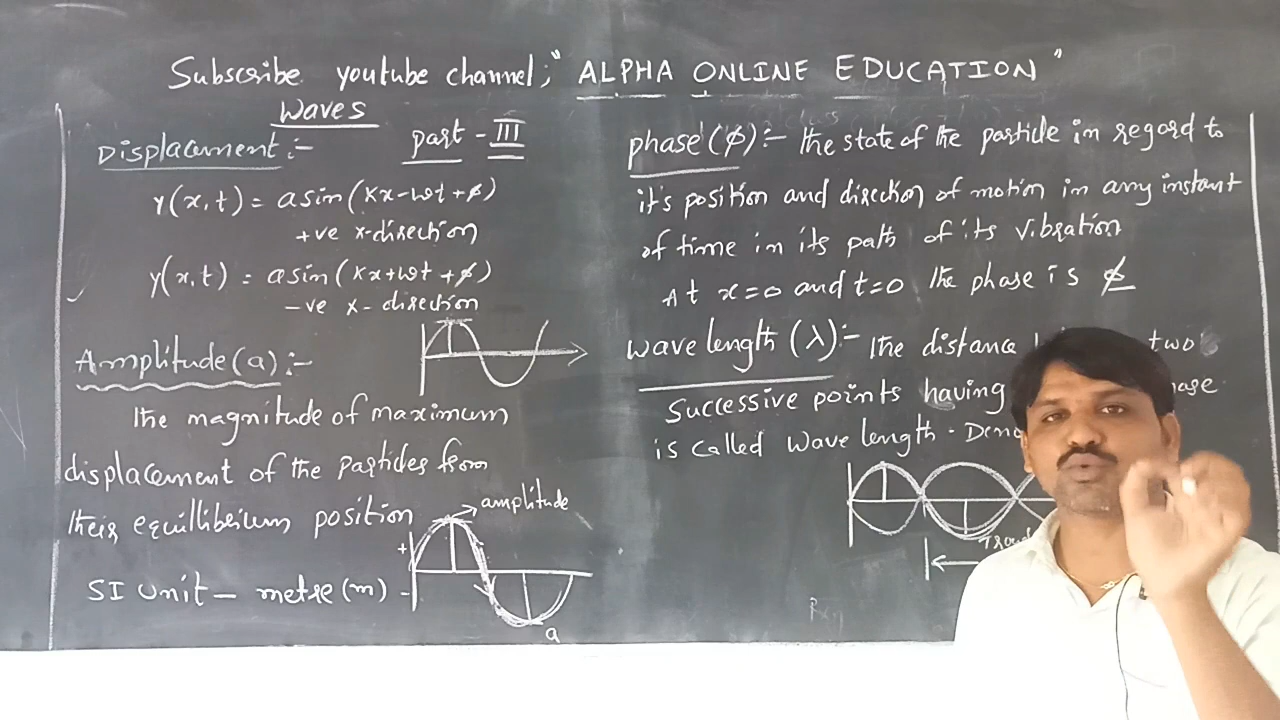 Subscribe youtube channel; "ALPHA ONLINE EDUCATION"
Waves
part - III
Displacement :-
Y(x,t) = a sin(Kx-ωt+ϕ)
+ve x-direction
y(x,t) = a sin(Kx+ωt+ϕ)
-ve x-direction
Amplitude(a) :-
The magnitude of maximum
displacement of the particles from
their equillibrium position
amplitude
+
SI unit - metre(m)
-
a
phase(ϕ) :- The state of the particle in regard to
it's position and direction of motion in any instant
of time in its path of its vibration
At x=0 and t=0 the phase is ϕ
wave length (λ) :- The distance two
Successive points having
is called wave length.